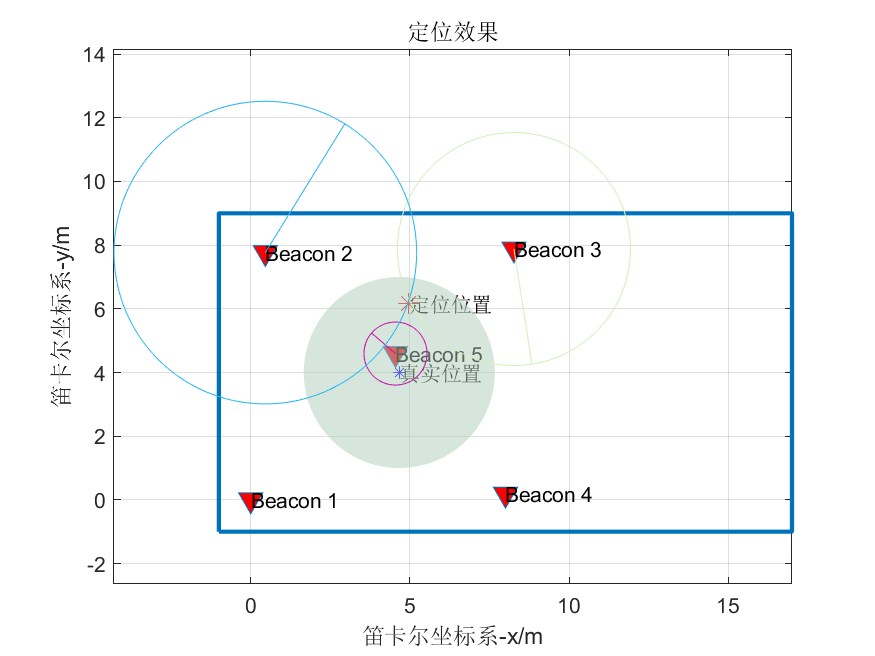 定位效果
14
12
10
8
6
4
2
0
-2
笛卡尔坐标系-y/m
Beacon 2
Beacon 3
定位位置
Beacon 5
真实位置
Beacon 1
Beacon 4
0
5
10
15
笛卡尔坐标系-x/m